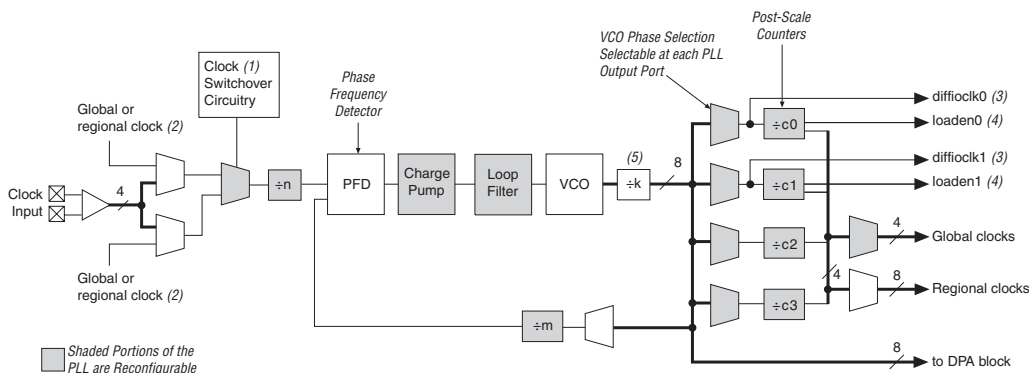 VCO Phase Selection
Selectable at each PLL
Output Port
Post-Scale
Counters
Clock (1)
Switchover
Circuitry
Phase
Frequency
Detector
Global or
regional clock (2)
diffioclk0 (3)
÷c0
loaden0 (4)
(5)
8
diffioclk1 (3)
÷n
PFD
Charge
Pump
Loop
Filter
VCO
÷k
÷c1
loaden1 (4)
Clock
Input
4
4
÷c2
Global clocks
Global or
regional clock (2)
4
8
÷c3
Regional clocks
÷m
Shaded Portions of the
PLL are Reconfigurable
8
to DPA block